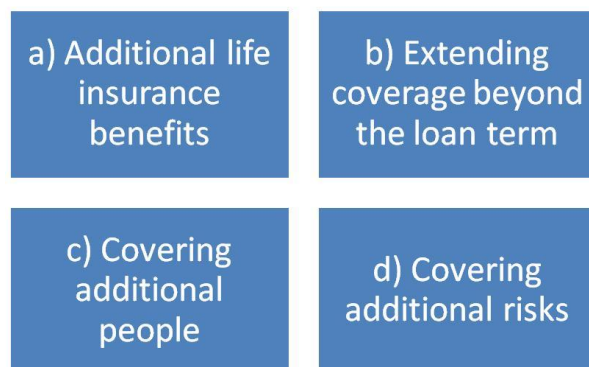 a) Additional life
insurance
benefits
b) Extending
coverage beyond
the loan term
c) Covering
additional
people
d) Covering
additional risks